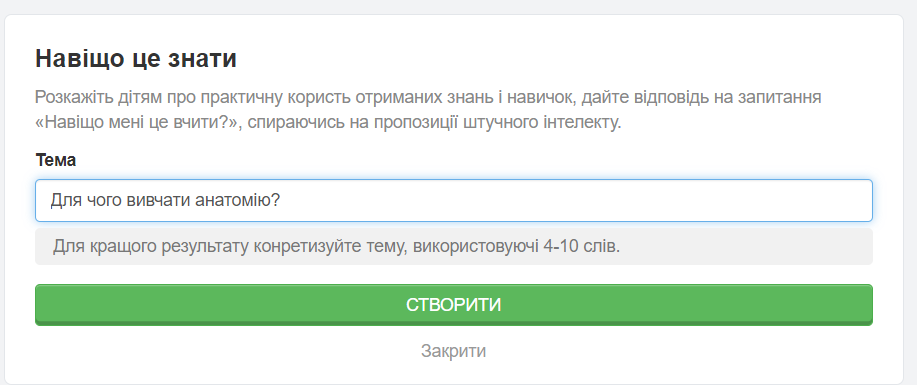 Навіщо це знати
Розкажіть дітям про практичну користь отриманих знань і навичок, дайте відповідь на запитання
«Навіщо мені це вчити?», спираючись на пропозиції штучного інтелекту.
Тема
Для чого вивчати анатомію?
Для кращого результату конретизуйте тему, використовуючі 4-10 слів.
СТВОРИТИ
Закрити